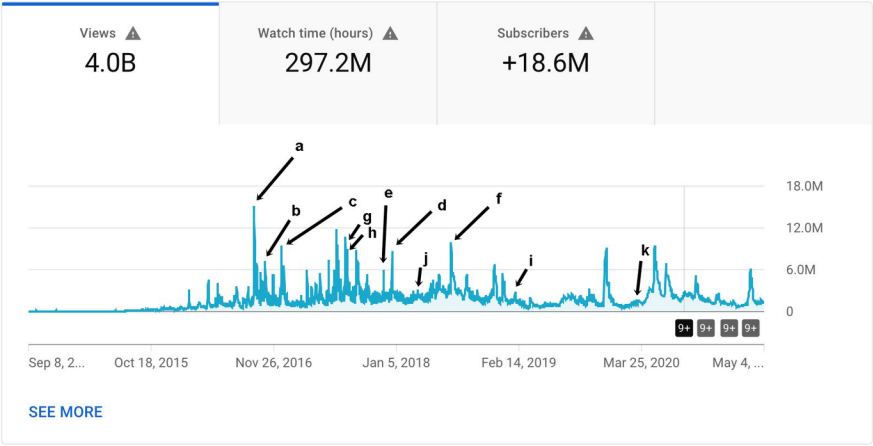 Views Watch time (hours) Subscribers
4.0B 297.2M +18.6M
a
18.0M
e
b c g d f
h
12.0M
j i k
6.0M
0
9+ 9+ 9+ 9+
Sep 8, 2... Oct 18, 2015 Nov 26, 2016 Jan 5, 2018 Feb 14, 2019 Mar 25, 2020 May 4, ...
SEE MORE